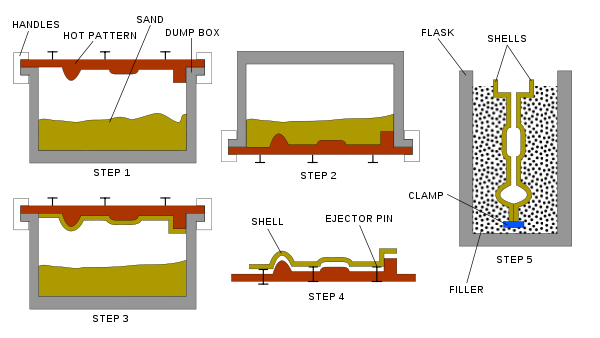 HANDLES
HOT PATTERN
SAND
DUMP BOX
STEP 1
STEP 2
FLASK
SHELLS
CLAMP
FILLER
STEP 5
STEP 3
SHELL
EJECTOR PIN
STEP 4